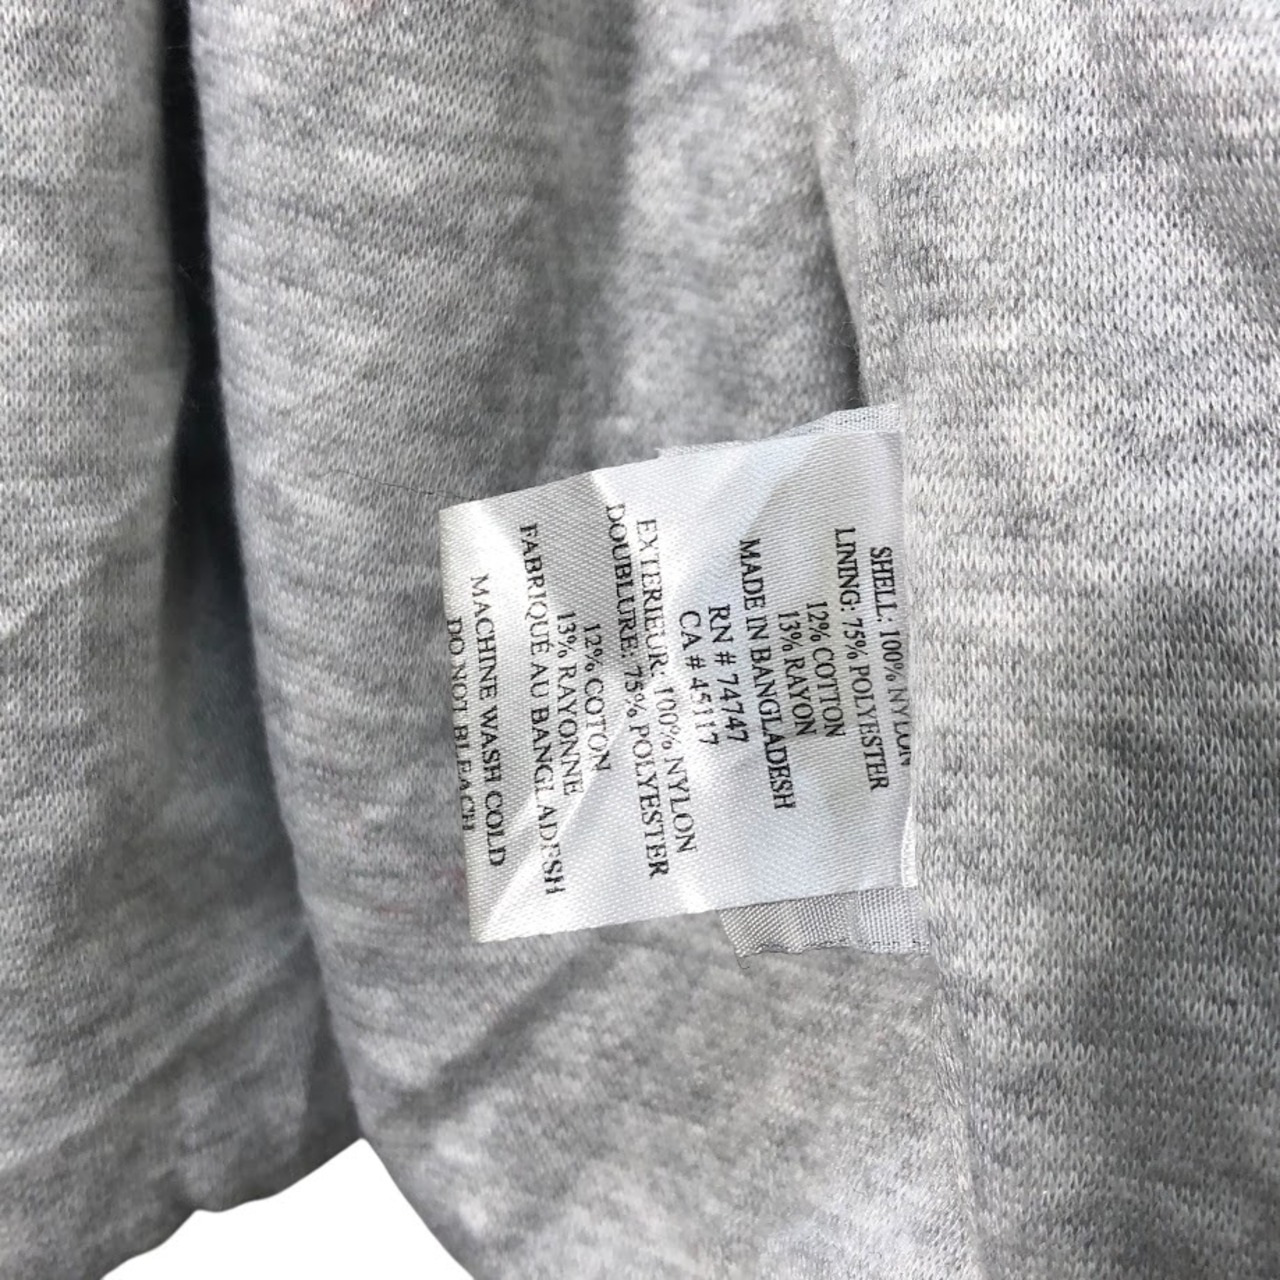 SHELL: 100% NYLON
LINING: 75% POLYESTER
12% COTTON
13% RAYON
MADE IN BANGLADESH
RN # 74747
CA # 45117
EXTERIEUR: 100% NYLON
DOUBLURE: 75% POLYESTER
12% COTON
13% RAYONNE
FABRIQUÉ AU BANGLADESH
MACHINE WASH COLD
DO NOT BLEACH